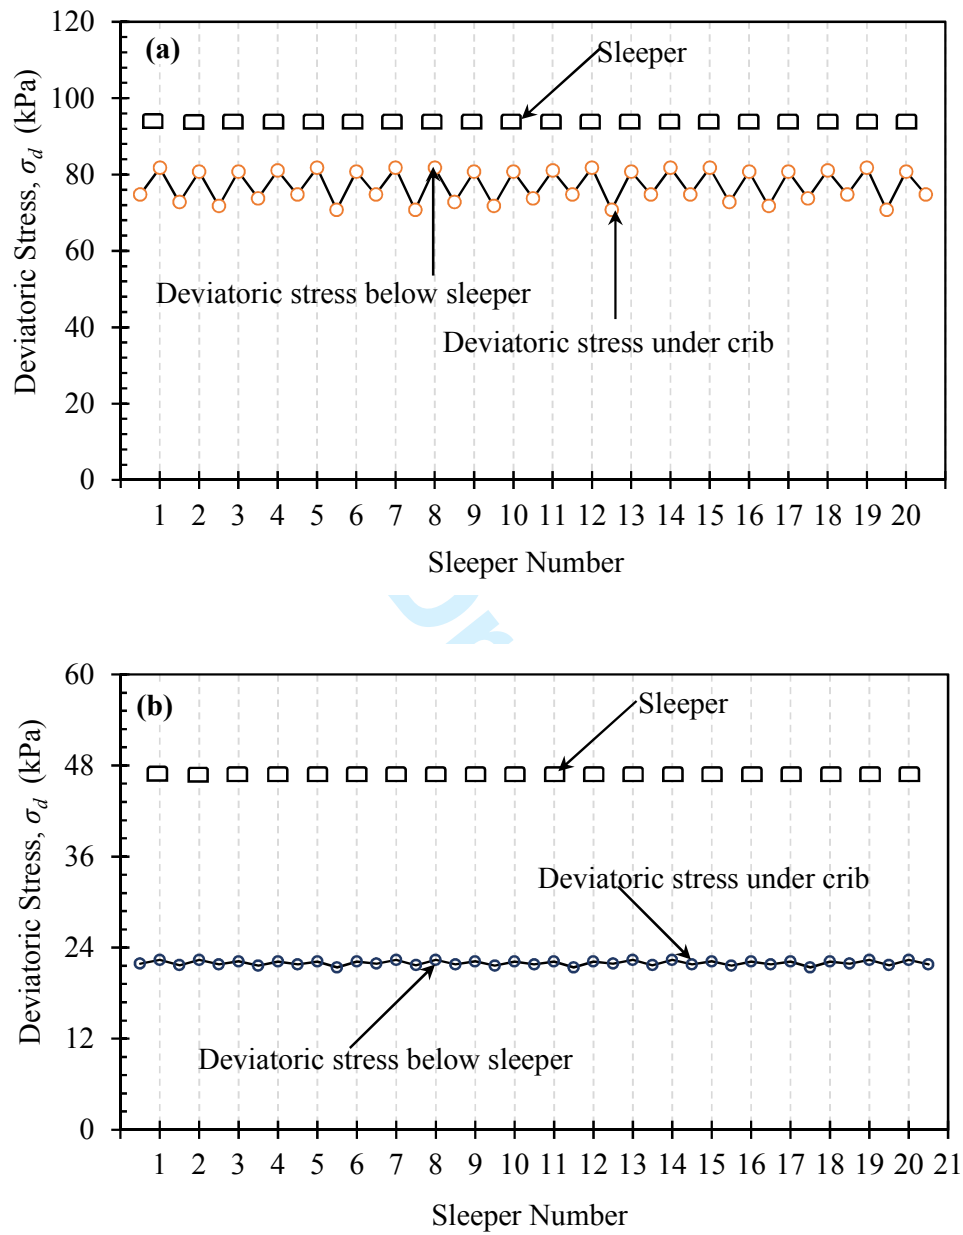 (a)
Sleeper
120
100
80
60
40
20
0
Deviatoric Stress, σd (kPa)
Deviatoric stress below sleeper
Deviatoric stress under crib
1 2 3 4 5 6 7 8 9 10 11 12 13 14 15 16 17 18 19 20
Sleeper Number
(b)
Sleeper
60
48
36
24
12
0
Deviatoric Stress, σd (kPa)
Deviatoric stress under crib
Deviatoric stress below sleeper
1 2 3 4 5 6 7 8 9 10 11 12 13 14 15 16 17 18 19 20 21
Sleeper Number